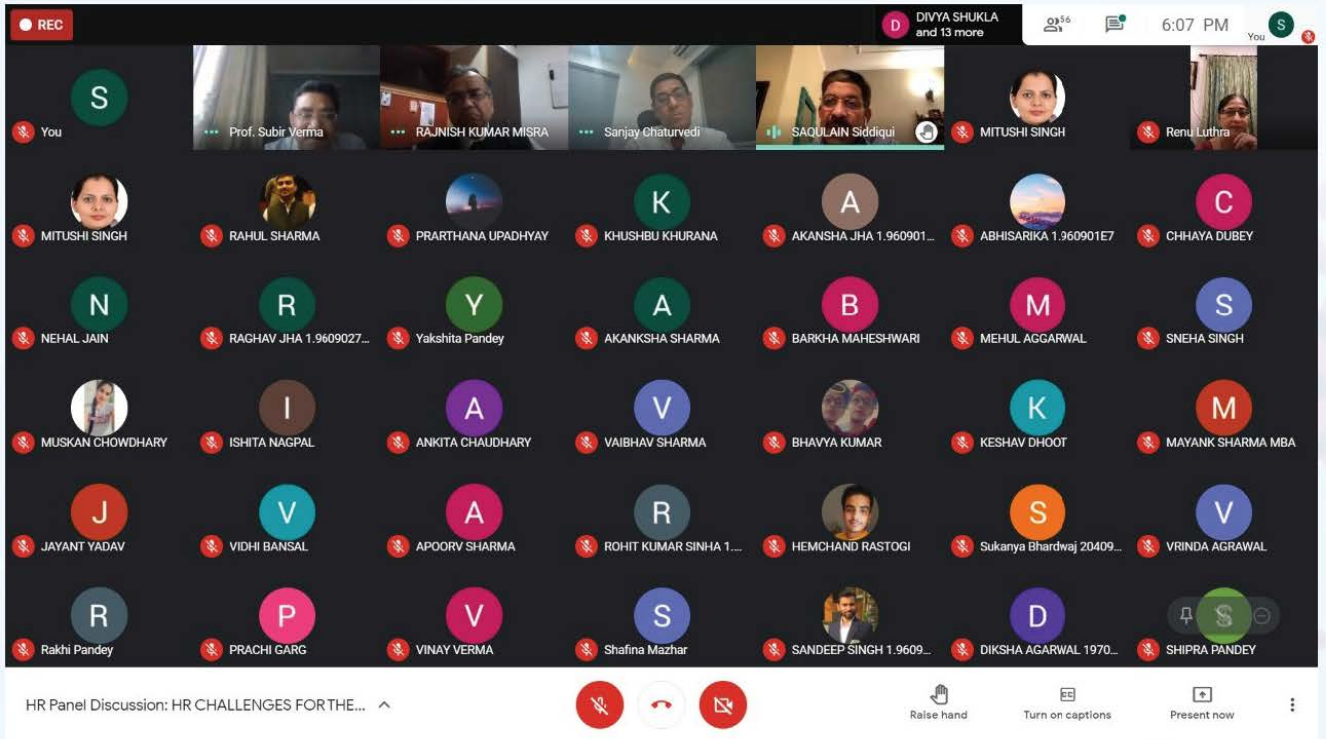 REC
D
DIVYA SHUKLA
and 13 more
56
6:07 PM
You
S
S
You
Prof. Subir Verma
RAJNISH KUMAR MISRA
Sanjay Chaturvedi
SAQULAIN Siddiqui
MITUSHI SINGH
Renu Luthra
MITUSHI SINGH
RAHUL SHARMA
PRARTHANA UPADHYAY
K
KHUSHBU KHURANA
A
AKANSHA JHA 1.960901...
ABHISARIKA 1.960901E7
C
CHHAYA DUBEY
N
NEHAL JAIN
R
RAGHAV JHA 1.9609027...
Y
Yakshita Pandey
A
AKANKSHA SHARMA
B
BARKHA MAHESHWARI
M
MEHUL AGGARWAL
S
SNEHA SINGH
MUSKAN CHOWDHARY
I
ISHITA NAGPAL
A
ANKITA CHAUDHARY
V
VAIBHAV SHARMA
BHAVYA KUMAR
K
KESHAV DHOOT
M
MAYANK SHARMA MBA
J
JAYANT YADAV
V
VIDHI BANSAL
A
APOORV SHARMA
R
ROHIT KUMAR SINHA 1....
HEMCHAND RASTOGI
S
Sukanya Bhardwaj 20409...
V
VRINDA AGRAWAL
R
Rakhi Pandey
P
PRACHI GARG
V
VINAY VERMA
S
Shafina Mazhar
SANDEEP SINGH 1.9609...
D
DIKSHA AGARWAL 1970...
S
SHIPRA PANDEY
HR Panel Discussion: HR CHALLENGES FOR THE...
Raise hand
CC
Turn on captions
Present now